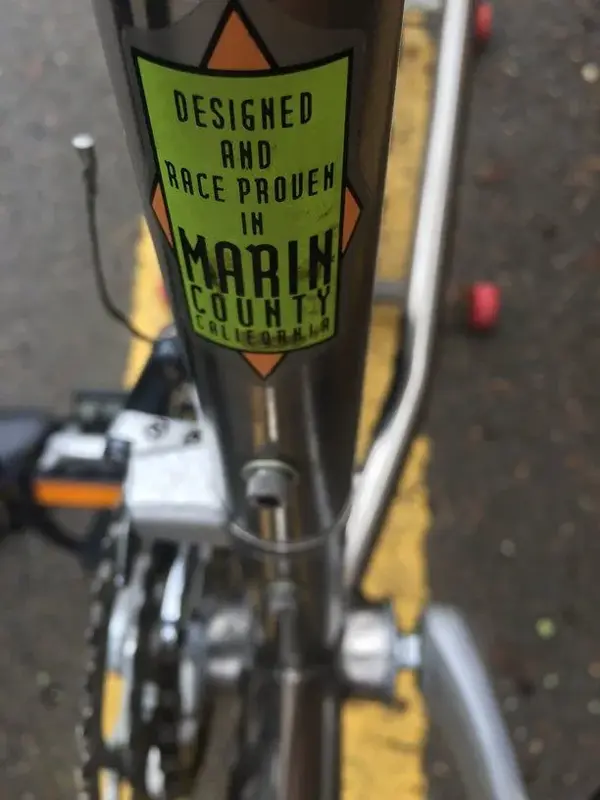 DESIGNED
AND
RACE PROVEN
IN
MARIN
COUNTY
CALIFORNIA